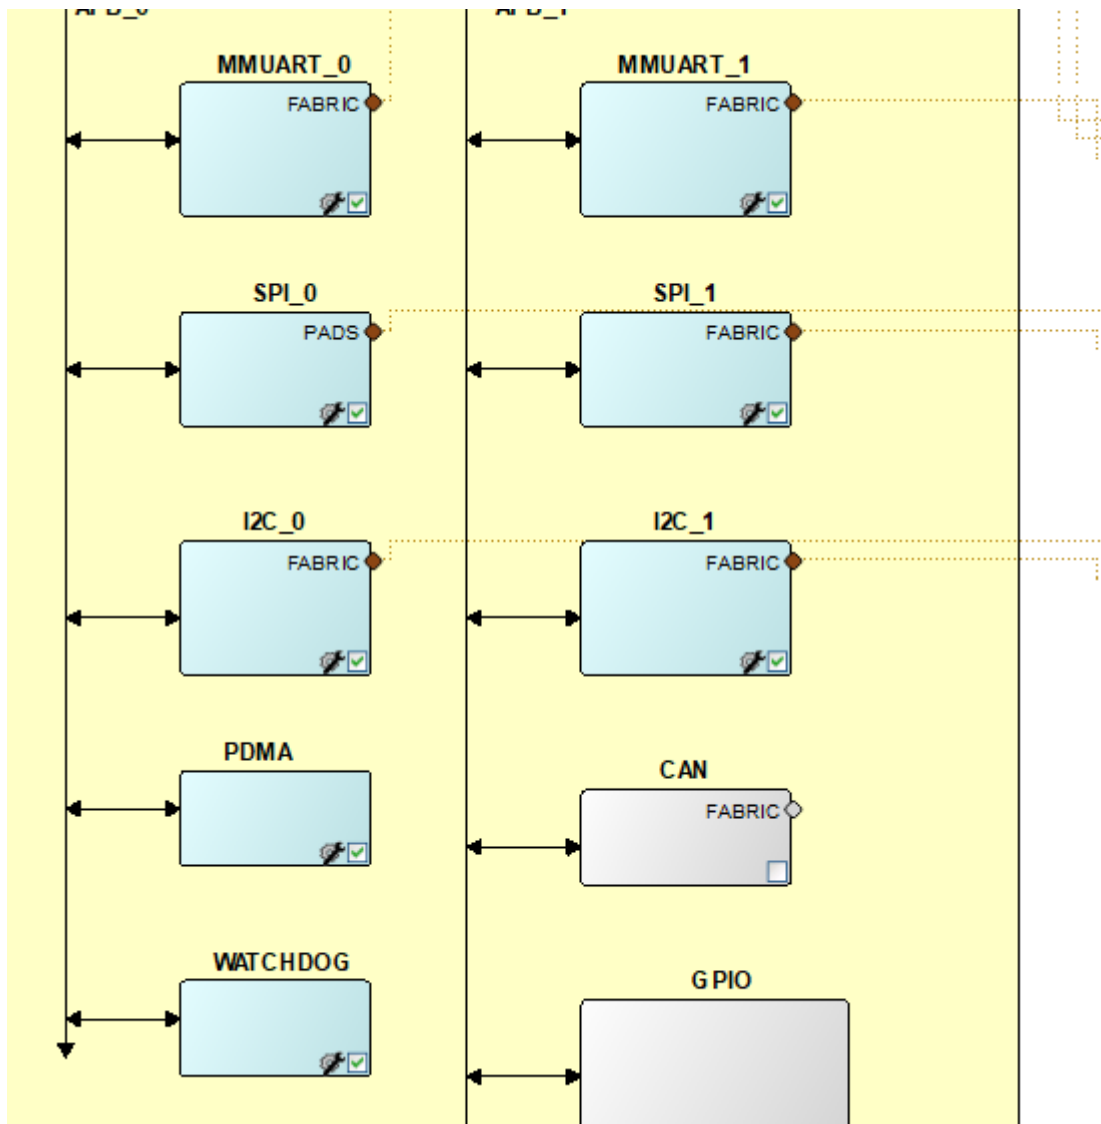 MMUART_0
FABRIC
MMUART_1
FABRIC
SPI_0
PADS
SPI_1
FABRIC
I2C_0
FABRIC
I2C_1
FABRIC
PDMA
CAN
FABRIC
WATCHDOG
GPIO